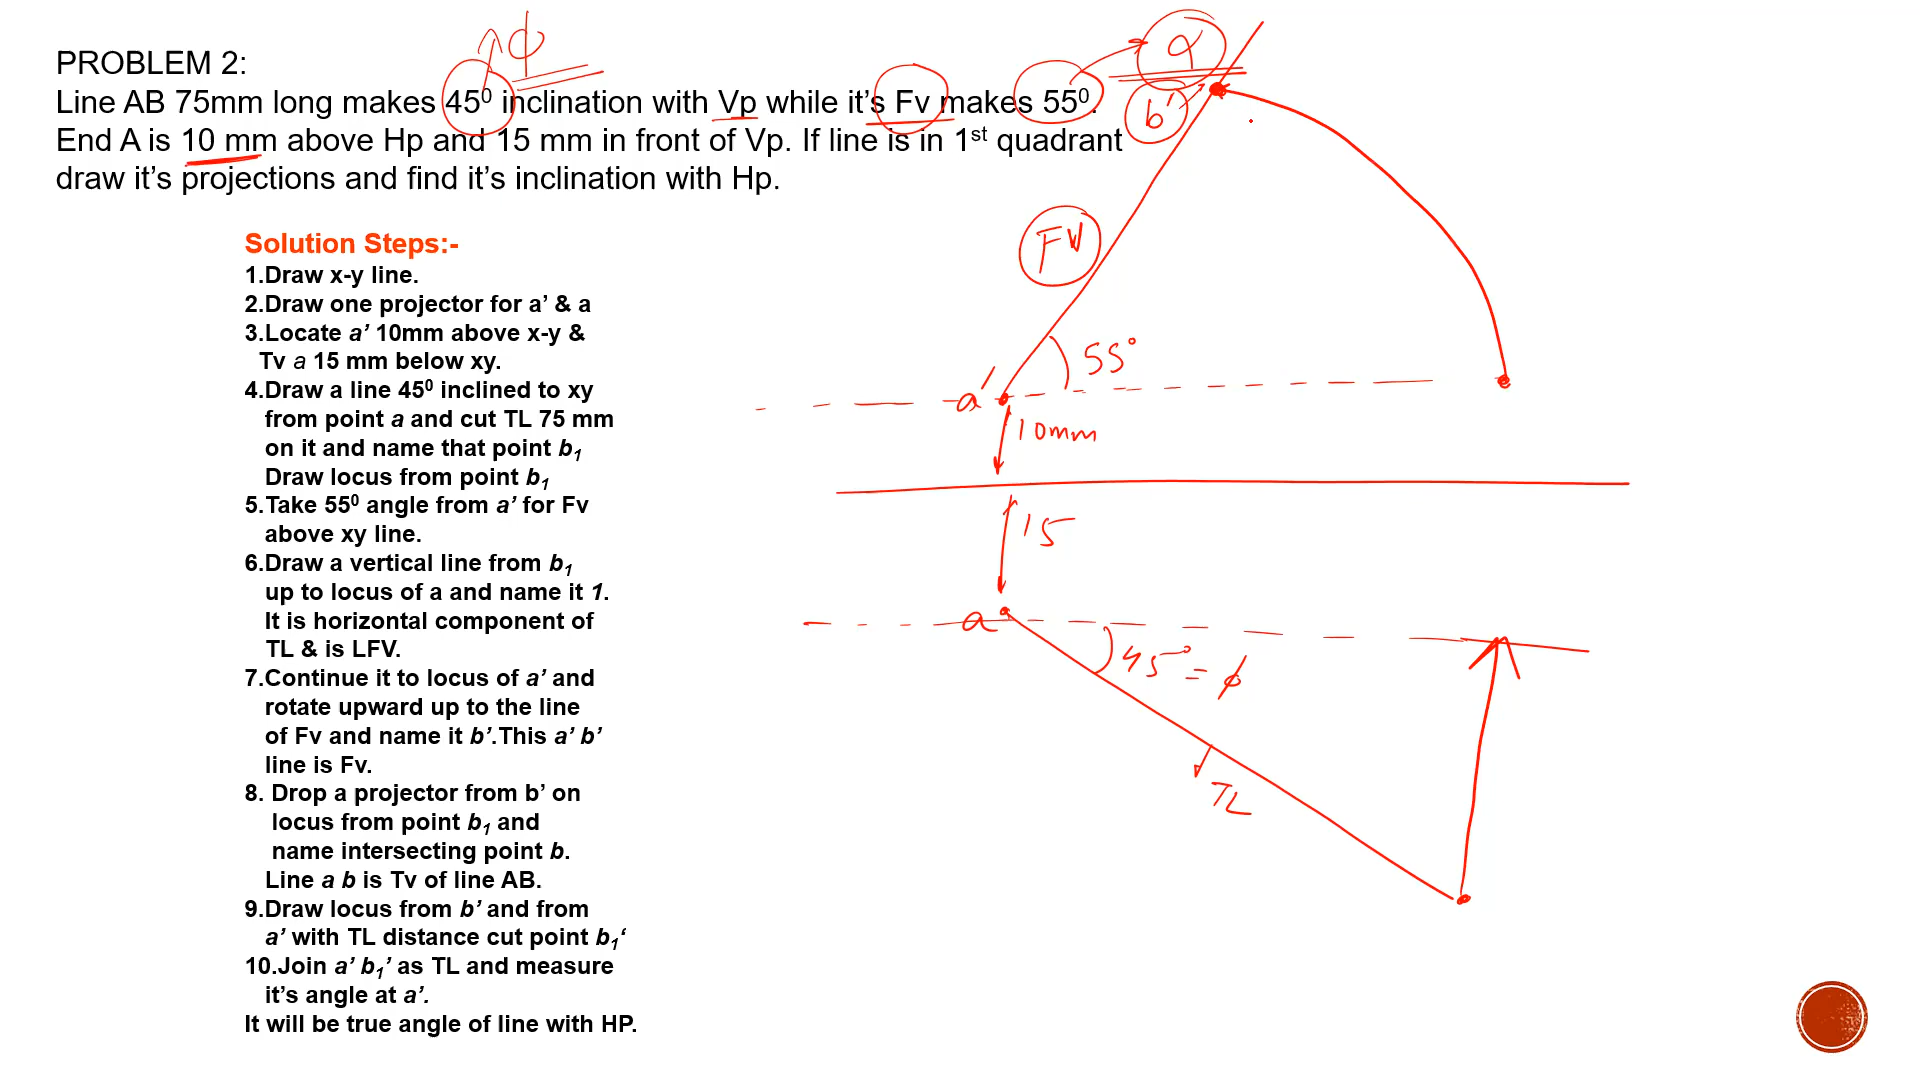 PROBLEM 2:
Line AB 75mm long makes 45⁰ inclination with Vp while it's Fv makes 55⁰.
End A is 10 mm above Hp and 15 mm in front of Vp. If line is in 1st quadrant
draw it's projections and find it's inclination with Hp.
ϕ
α
b'
Solution Steps:-
1.Draw x-y line.
2.Draw one projector for a’ & a
3.Locate a’ 10mm above x-y &
Tv a 15 mm below xy.
4.Draw a line 45⁰ inclined to xy
from point a and cut TL 75 mm
on it and name that point b₁
Draw locus from point b₁
5.Take 55⁰ angle from a’ for Fv
above xy line.
6.Draw a vertical line from b₁
up to locus of a and name it 1.
It is horizontal component of
TL & is LFV.
7.Continue it to locus of a’ and
rotate upward up to the line
of Fv and name it b’.This a’ b’
line is Fv.
8. Drop a projector from b’ on
locus from point b₁ and
name intersecting point b.
Line a b is Tv of line AB.
9.Draw locus from b’ and from
a’ with TL distance cut point b₁‘
10.Join a’ b₁’ as TL and measure
it’s angle at a’.
It will be true angle of line with HP.
FV
55°
a'
10mm
15
a
45° = ϕ
TL